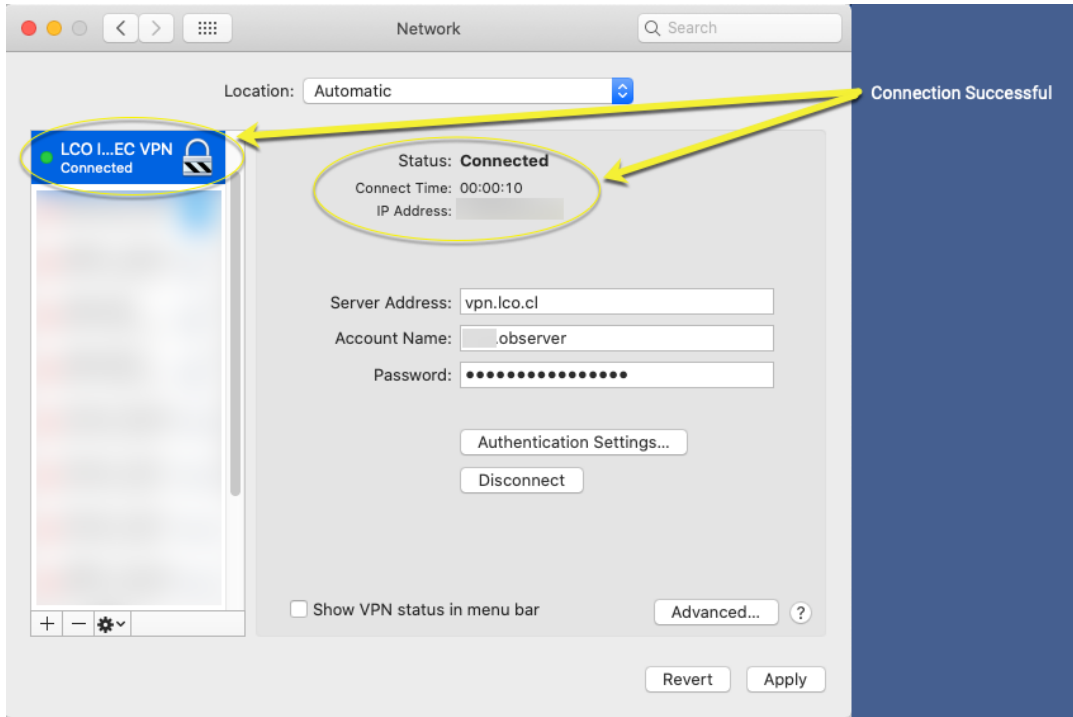 Network
Search
Location: Automatic
Connection Successful
LCO I...EC VPN
Connected
Status: Connected
Connect Time: 00:00:10
IP Address:
Server Address: vpn.lco.cl
Account Name: .observer
Password: ●●●●●●●●●●●●●●●●
Authentication Settings...
Disconnect
Show VPN status in menu bar
Advanced... ?
Revert Apply